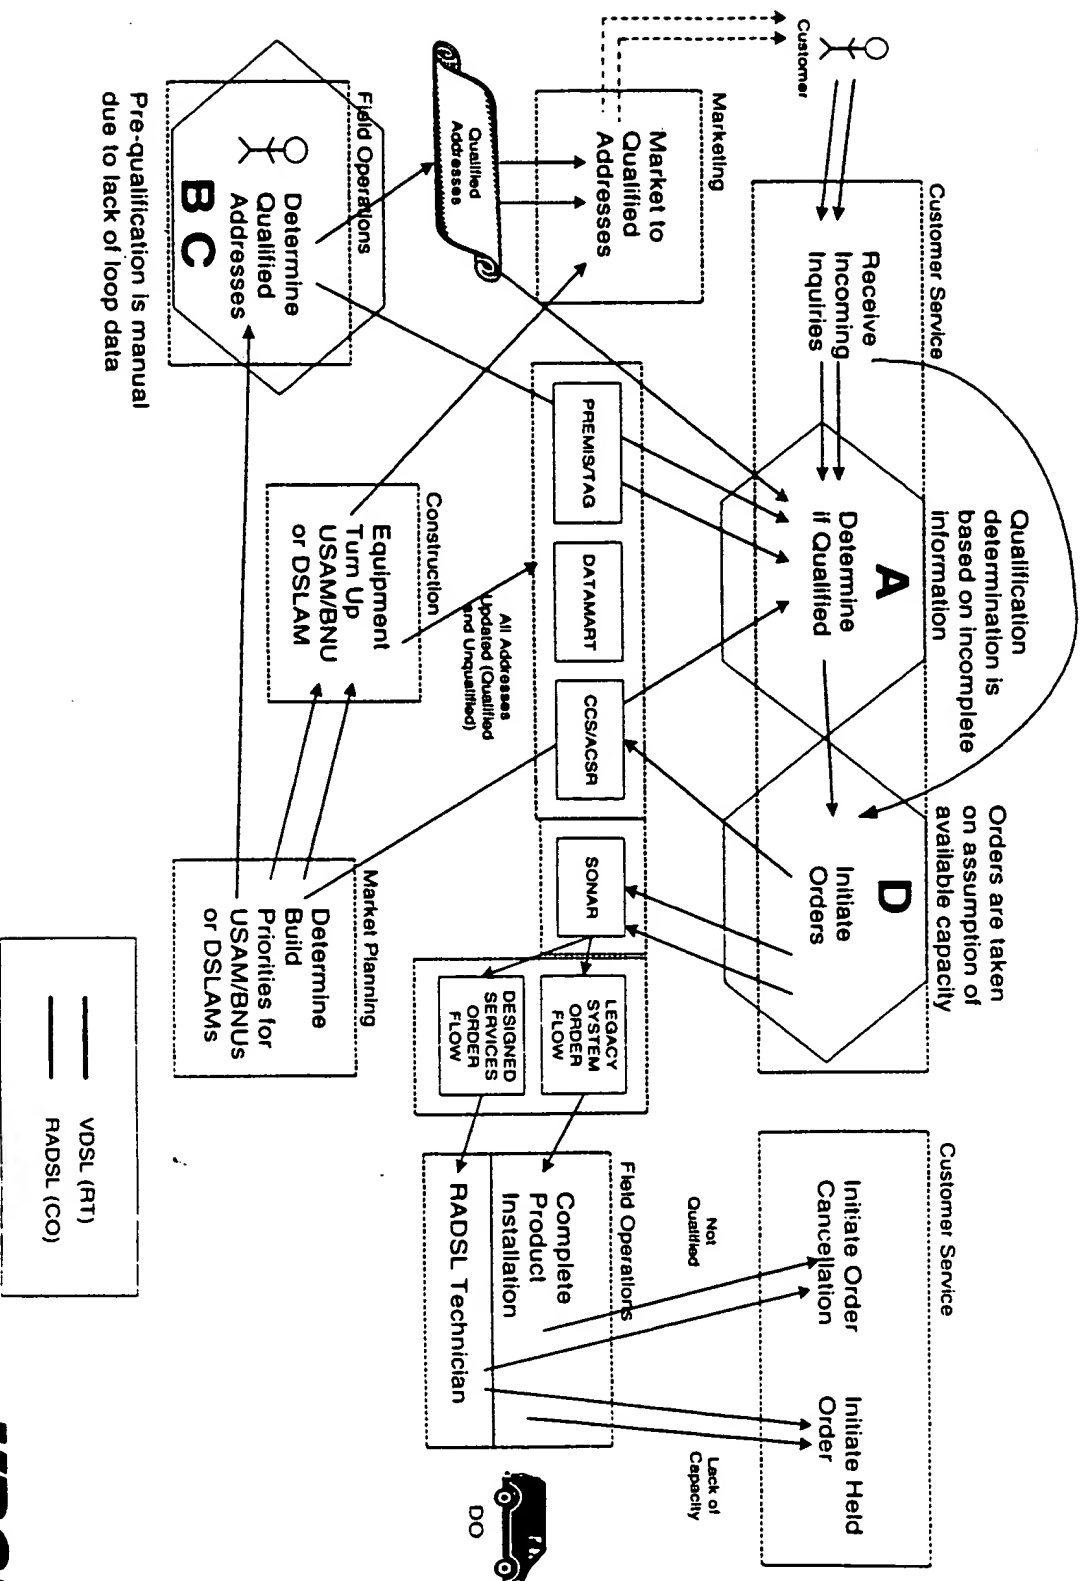 Customer
Customer Service
Receive
Incoming
Inquiries
Qualification
determination is
based on incomplete
information
A
Determine
if Qualified
Orders are taken
on assumption of
available capacity
D
Initiate
Orders
Customer Service
Initiate Order
Cancellation
Initiate Held
Order
Marketing
Market to
Qualified
Addresses
PREMIS/TAG
DATAMART
CCS/ACSR
SONAR
LEGACY
SYSTEM
ORDER
FLOW
DESIGNED
SERVICES
ORDER
FLOW
Not
Qualified
Lack of
Capacity
Field Operations
Complete
Product
Installation
RADSL Technician
DO
Qualified
Addresses
All Addresses
Updated (Qualified
and Unqualified)
Construction
Equipment
Turn Up
USAM/BNU
or DSLAM
Field Operations
Determine
Qualified
Addresses
B C
Pre-qualification is manual
due to lack of loop data
Market Planning
Determine
Build
Priorities for
USAM/BNUs
or DSLAMs
VDSL (RT)
RADSL (CO)